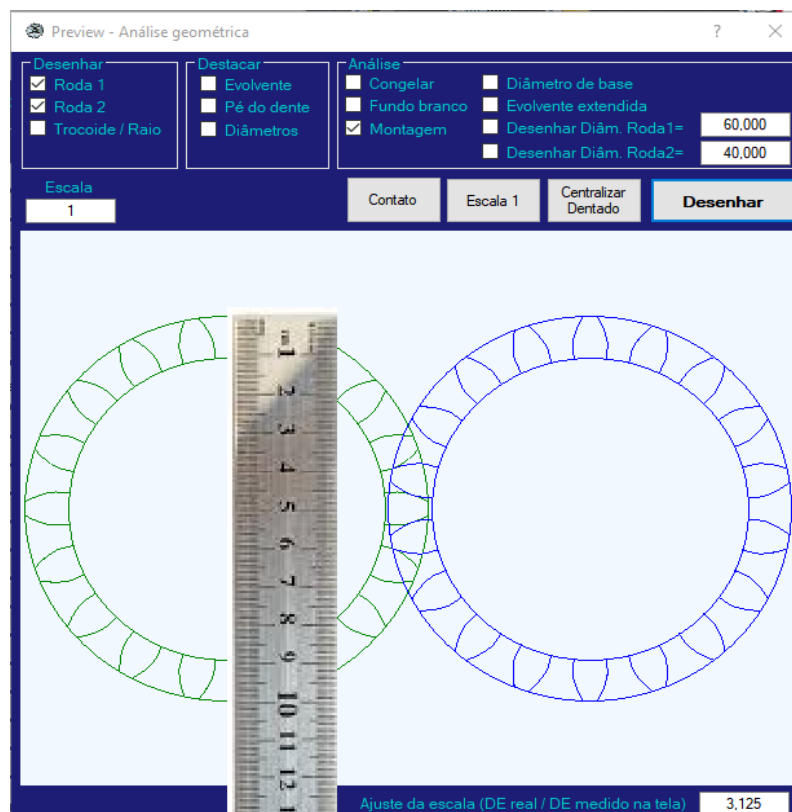 Preview - Análise geométrica
?
Desenhar
Roda 1
Roda 2
Trocoide / Raio
Destacar
Evolvente
Pé do dente
Diâmetros
Análise
Congelar
Fundo branco
Montagem
Diâmetro de base
Evolvente extendida
Desenhar Diâm. Roda1= 60,000
Desenhar Diâm. Roda2= 40,000
Escala
1
Contato
Escala 1
Centralizar
Dentado
Desenhar
1
2
3
4
5
6
7
8
9
10
11
12
Ajuste da escala (DE real / DE medido na tela) 3,125